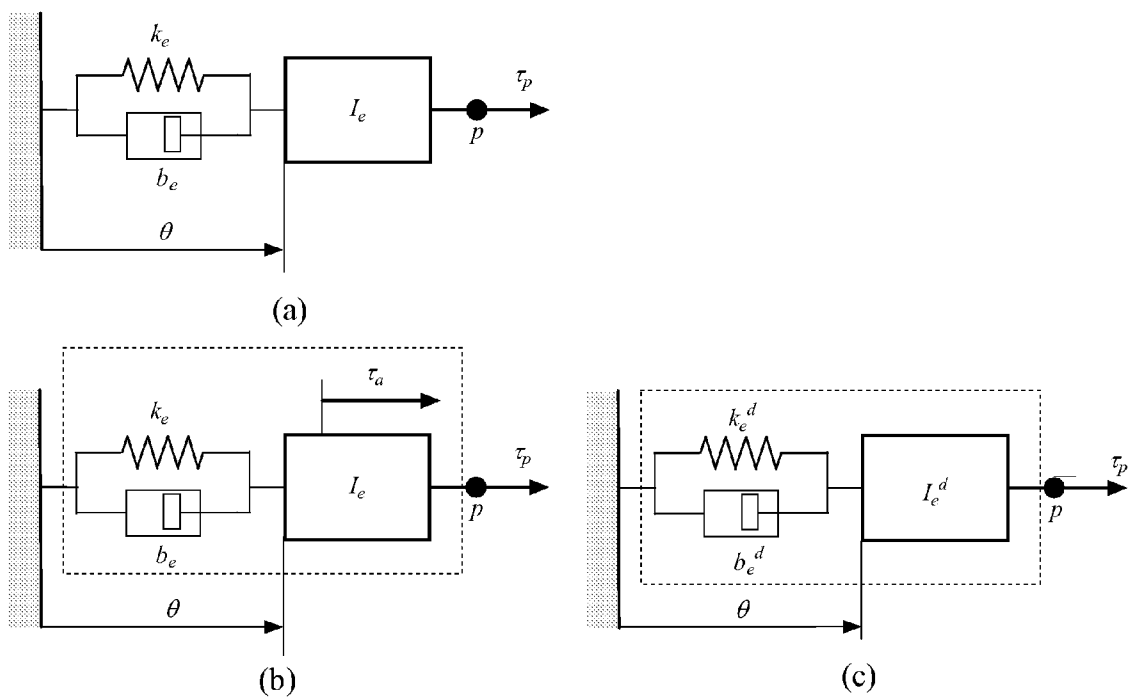 k_e
τ_p
I_e
p
b_e
θ
(a)
τ_a
k_e
τ_p
I_e
p
b_e
θ
(b)
k_e^d
τ_p
I_e^d
p
b_e^d
θ
(c)